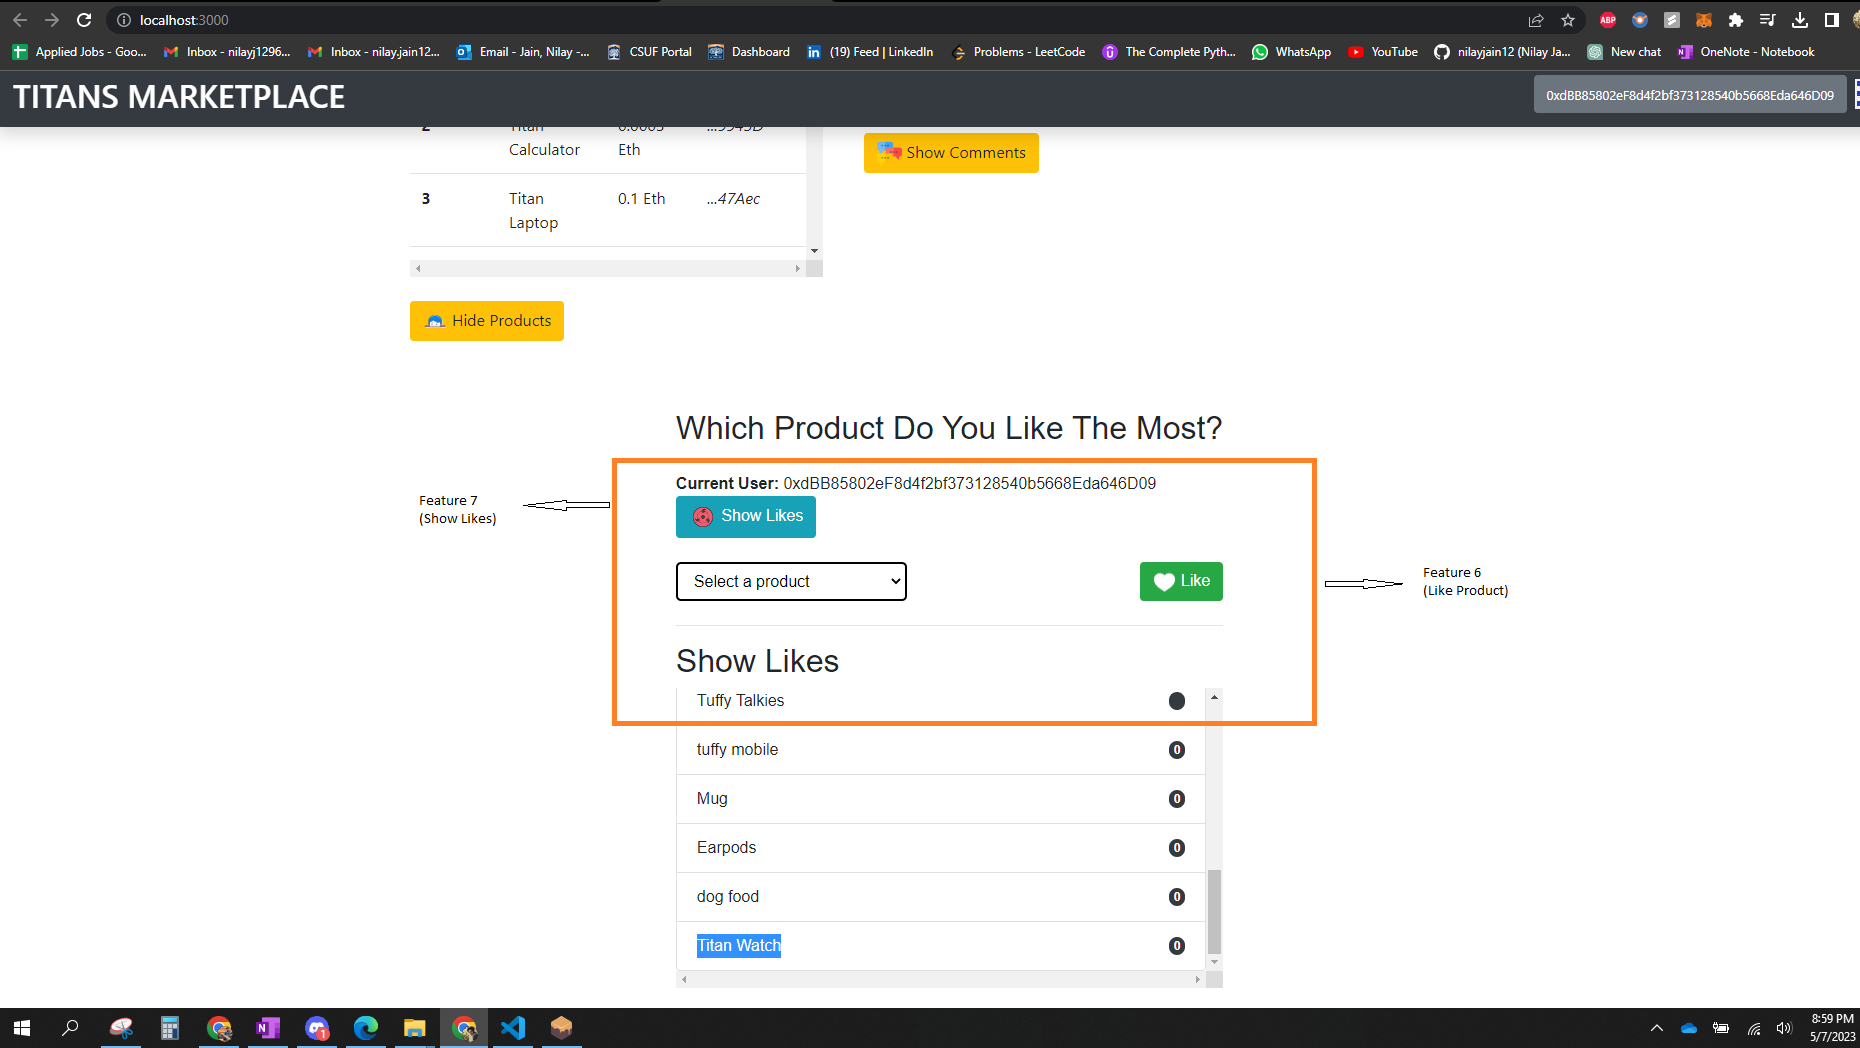 localhost:3000
Applied Jobs - Goo... Inbox - nilayj1296... Inbox - nilay.jain12... Email - Jain, Nilay -... CSUF Portal Dashboard (19) Feed | LinkedIn Problems - LeetCode The Complete Pyth... WhatsApp YouTube nilayjain12 (Nilay Ja... New chat OneNote - Notebook
TITANS MARKETPLACE 0xdBB85802eF8d4f2bf373128540b5668Eda646D09
2 Titan 0.0005 ...9945D
Calculator Eth
Show Comments
3 Titan 0.1 Eth ...47Aec
Laptop
Hide Products
Which Product Do You Like The Most?
Current User: 0xdBB85802eF8d4f2bf373128540b5668Eda646D09
Feature 7
(Show Likes)
Show Likes
Select a product Like
Feature 6
(Like Product)
Show Likes
Tuffy Talkies
tuffy mobile 0
Mug 0
Earpods 0
dog food 0
Titan Watch 0
8:59 PM
5/7/2023